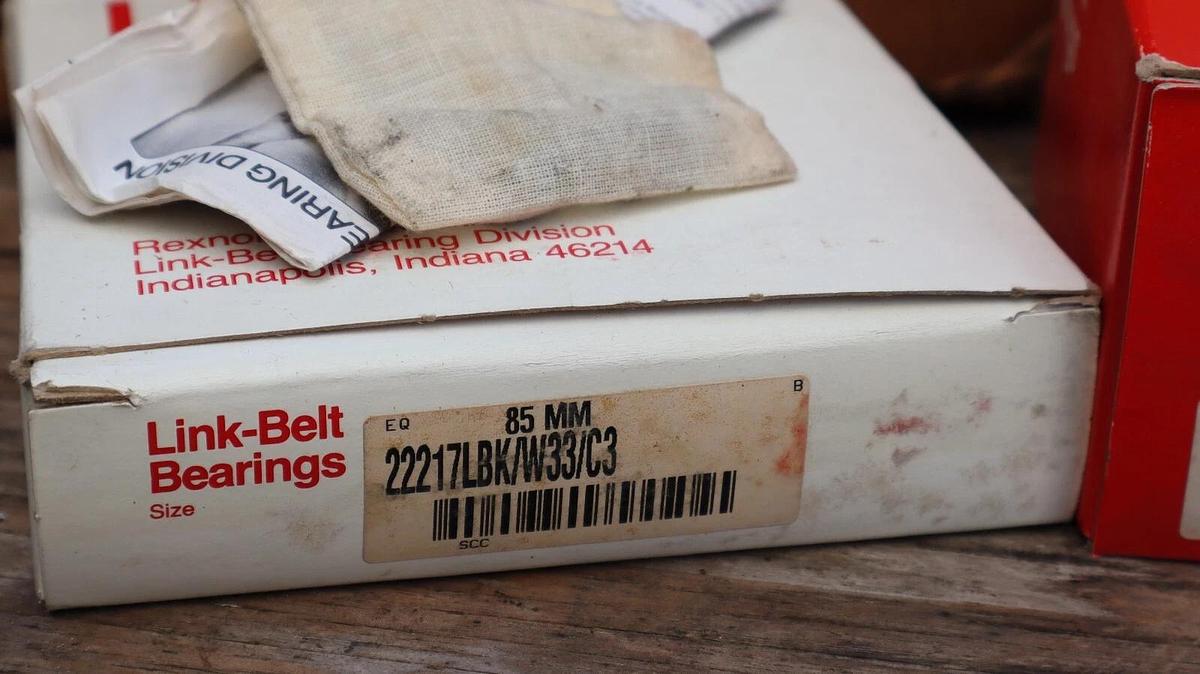 EARING DIVISION
Rexno aring Division
Link-Be
Indianapolis, Indiana 46214
Link-Belt
Bearings
Size
EQ
85 MM
B
22217LBK/W33/C3
SCC